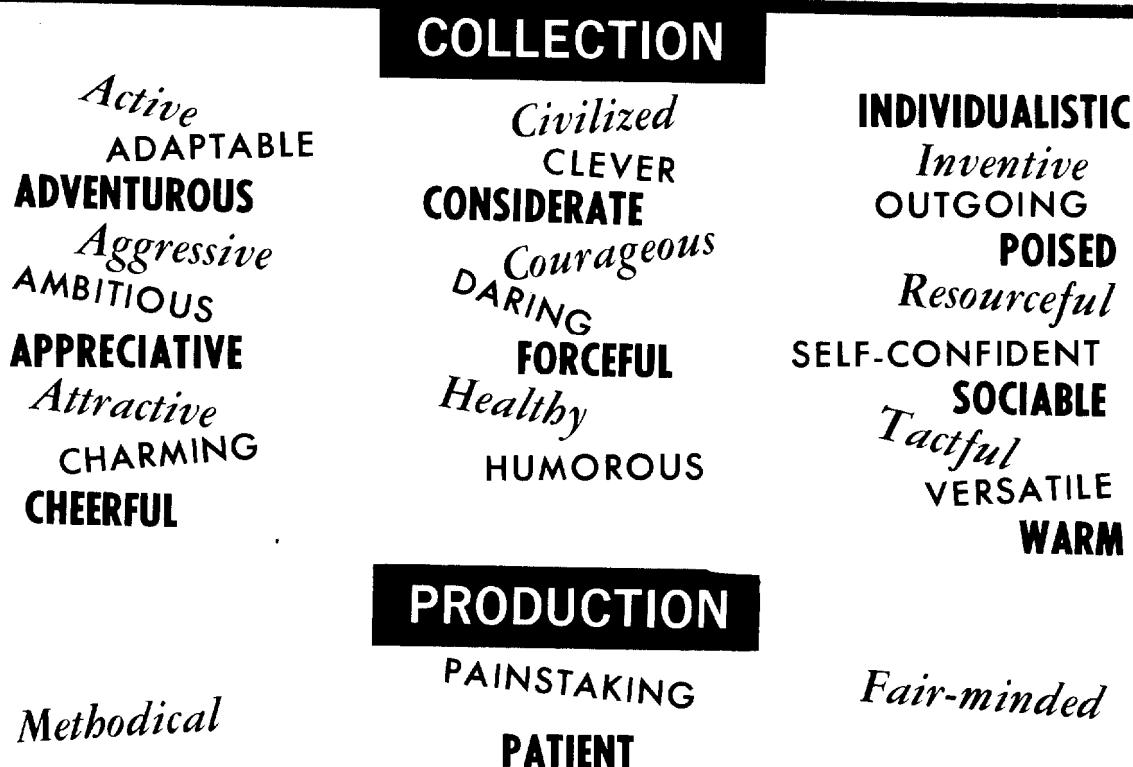 COLLECTION
Active
ADAPTABLE
ADVENTUROUS
Aggressive
AMBITIOUS
APPRECIATIVE
Attractive
CHARMING
CHEERFUL
Civilized
CLEVER
CONSIDERATE
Courageous
DARING
FORCEFUL
Healthy
HUMOROUS
INDIVIDUALISTIC
Inventive
OUTGOING
POISED
Resourceful
SELF-CONFIDENT
SOCIABLE
Tactful
VERSATILE
WARM
PRODUCTION
Methodical
PAINSTAKING
PATIENT
Fair-minded